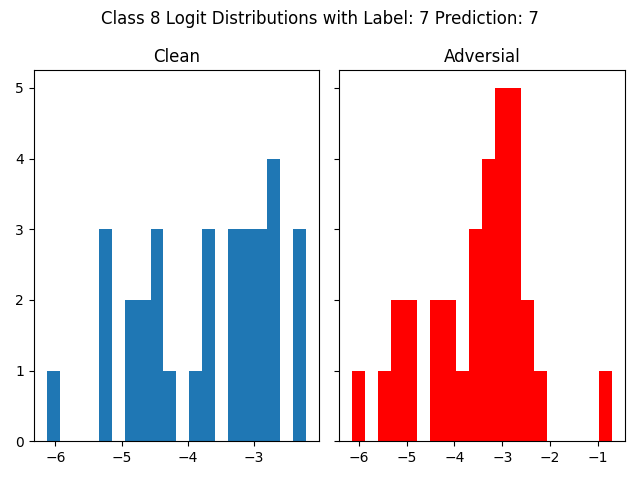 Class 8 Logit Distributions with Label: 7 Prediction: 7
Clean
Adversial
5
4
3
2
1
0
−6 −5 −4 −3
−6 −5 −4 −3 −2 −1